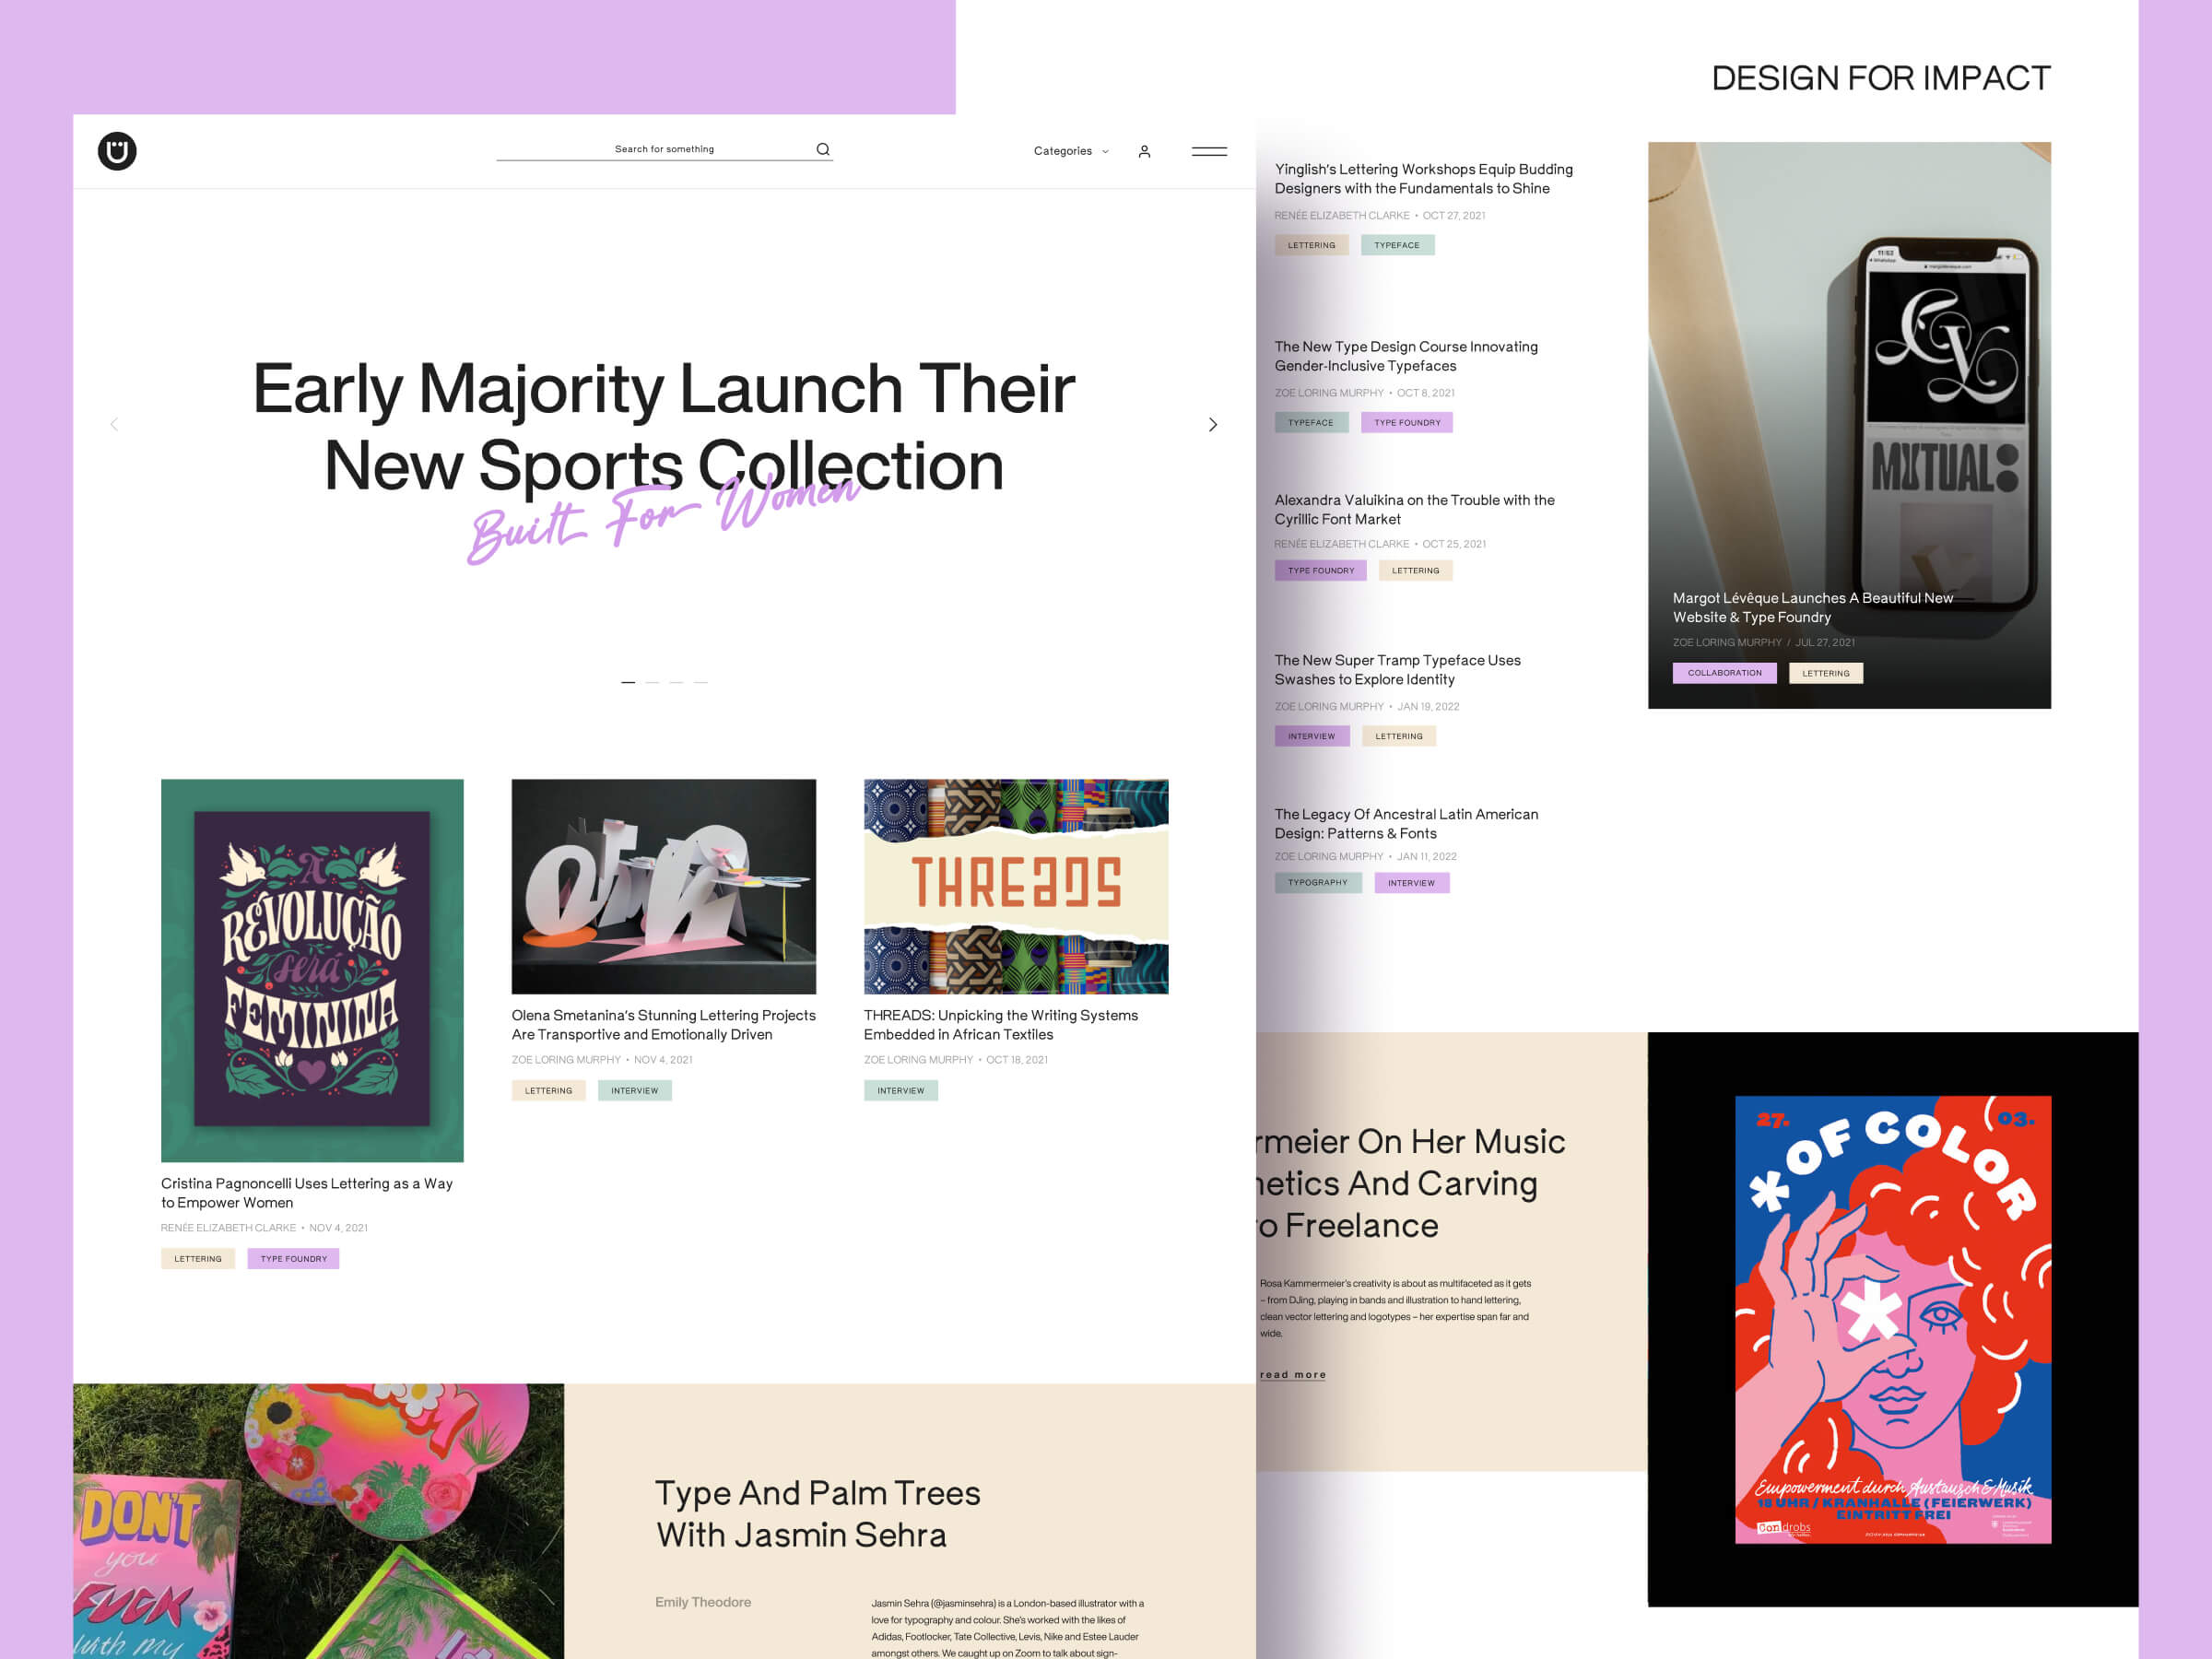 DESIGN FOR IMPACT
Ü
Search for something
Categories
Early Majority Launch Their
New Sports Collection
Built For Women
A
REVOLUÇÃO
será
FEMININA
Cristina Pagnoncelli Uses Lettering as a Way
to Empower Women
RENÉE ELIZABETH CLARKE • NOV 4, 2021
LETTERING
TYPE FOUNDRY
Olena Smetanina's Stunning Lettering Projects
Are Transportive and Emotionally Driven
ZOE LORING MURPHY • NOV 4, 2021
LETTERING
INTERVIEW
THREADS
THREADS: Unpicking the Writing Systems
Embedded in African Textiles
ZOE LORING MURPHY • OCT 18, 2021
INTERVIEW
DON'T
you
FUCK
with my
Type And Palm Trees
With Jasmin Sehra
Emily Theodore
Jasmin Sehra (@jasminsehra) is a London-based illustrator with a
love for typography and colour. She's worked with the likes of
Adidas, Footlocker, Tate Collective, Levis, Nike and Estee Lauder
amongst others. We caught up on Zoom to talk about sign-
Yinglish's Lettering Workshops Equip Budding
Designers with the Fundamentals to Shine
RENÉE ELIZABETH CLARKE • OCT 27, 2021
LETTERING
TYPEFACE
The New Type Design Course Innovating
Gender-Inclusive Typefaces
ZOE LORING MURPHY • OCT 8, 2021
TYPEFACE
TYPE FOUNDRY
Alexandra Valuikina on the Trouble with the
Cyrillic Font Market
RENÉE ELIZABETH CLARKE • OCT 25, 2021
TYPE FOUNDRY
LETTERING
The New Super Tramp Typeface Uses
Swashes to Explore Identity
ZOE LORING MURPHY • JAN 19, 2022
INTERVIEW
LETTERING
The Legacy Of Ancestral Latin American
Design: Patterns & Fonts
ZOE LORING MURPHY • JAN 11, 2022
TYPOGRAPHY
INTERVIEW
11:52
MXTUAL:
Margot Lévêque Launches A Beautiful New
Website & Type Foundry
ZOE LORING MURPHY / JUL 27, 2021
COLLABORATION
LETTERING
rmeier On Her Music
netics And Carving
o Freelance
Rosa Kammermeier's creativity is about as multifaceted as it gets
– from DJing, playing in bands and illustration to hand lettering,
clean vector lettering and logotypes – her expertise span far and
wide.
read more
27.
03.
*OF COLOR
*
Empowerment durch Austausch & Musik
18 UHR / KRANHALLE (FEIERWERK)
EINTRITT FREI
Condrobs